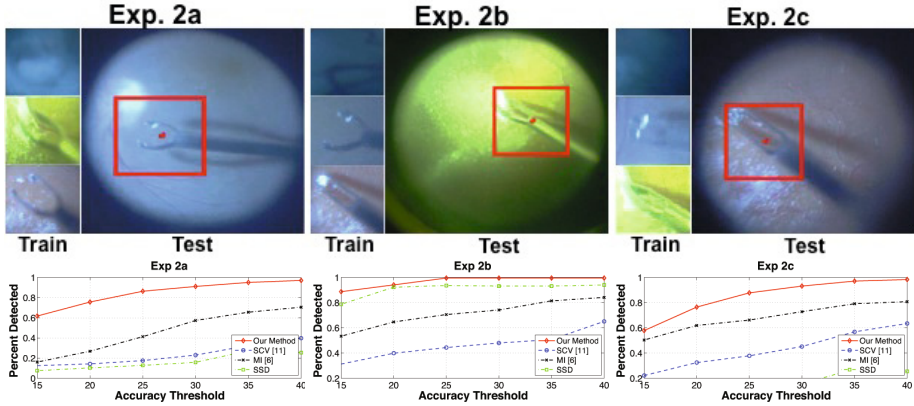 Exp. 2a Exp. 2b Exp. 2c
Train Test Train Test Train Test
Exp 2a
Percent Detected
1
0.8
0.6
0.4
0.2
0
15 20 25 30 35 40
Accuracy Threshold
Our Method
SCV [11]
MI [6]
SSD
Exp 2b
Percent Detected
1
0.8
0.6
0.4
0.2
15 20 25 30 35 40
Accuracy Threshold
Our Method
SCV [11]
MI [6]
SSD
Exp 2c
Percent Detected
1
0.8
0.6
0.4
0.2
15 20 25 30 35 40
Accuracy Threshold
Our Method
SCV [11]
MI [6]
SSD